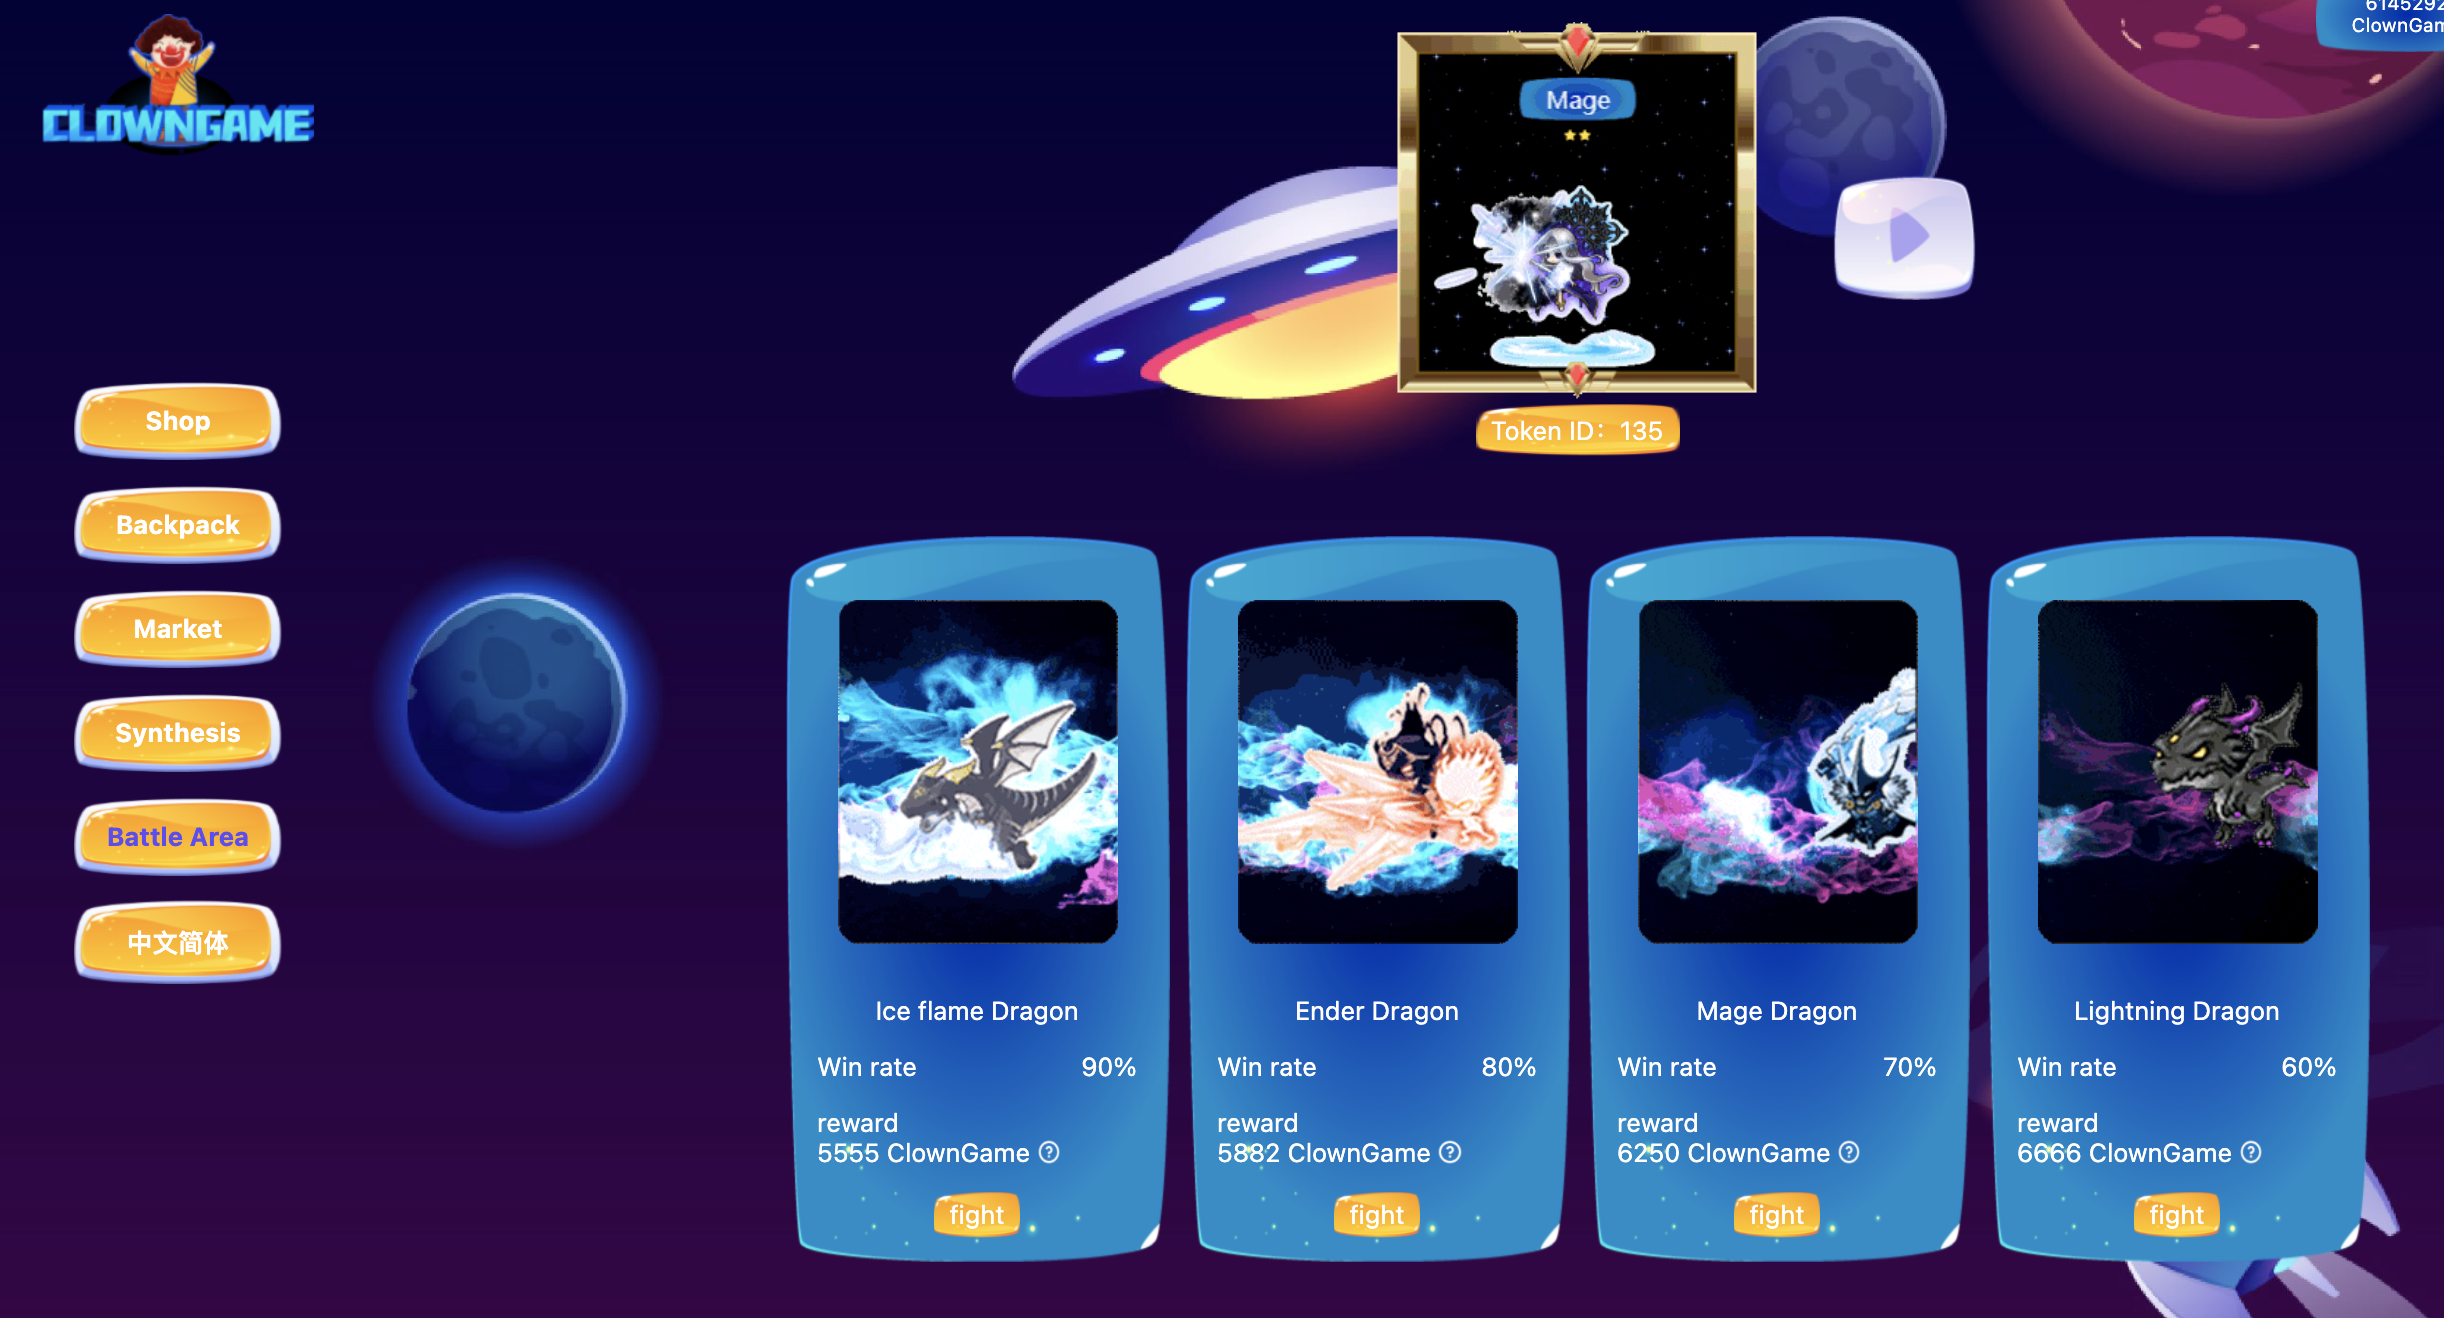 CLOWNGAME
ClownGam
Mage
Token ID：135
Shop
Backpack
Market
Synthesis
Battle Area
中文简体
Ice flame Dragon
Win rate 90%
reward
5555 ClownGame ?
fight
Ender Dragon
Win rate 80%
reward
5882 ClownGame ?
fight
Mage Dragon
Win rate 70%
reward
6250 ClownGame ?
fight
Lightning Dragon
Win rate 60%
reward
6666 ClownGame ?
fight